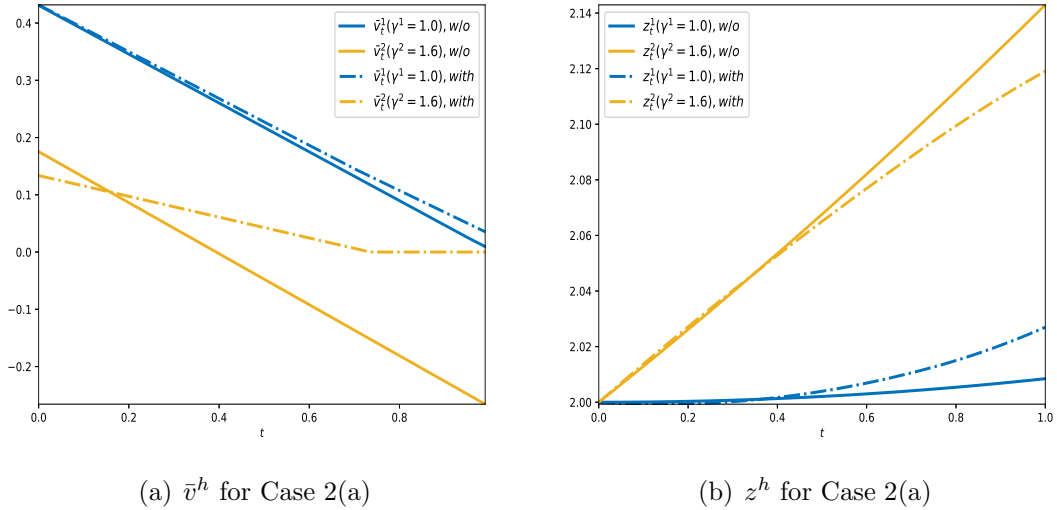 0.4
0.3
0.2
0.1
0.0
−0.1
−0.2
0.0 0.2 0.4 0.6 0.8
t
v̄¹ₜ(γ¹ = 1.0), w/o
v̄²ₜ(γ² = 1.6), w/o
v̄¹ₜ(γ¹ = 1.0), with
v̄²ₜ(γ² = 1.6), with
(a) v̄ʰ for Case 2(a)
2.14
2.12
2.10
2.08
2.06
2.04
2.02
2.00
0.0 0.2 0.4 0.6 0.8 1.0
t
z¹ₜ(γ¹ = 1.0), w/o
z²ₜ(γ² = 1.6), w/o
z¹ₜ(γ¹ = 1.0), with
z²ₜ(γ² = 1.6), with
(b) zʰ for Case 2(a)